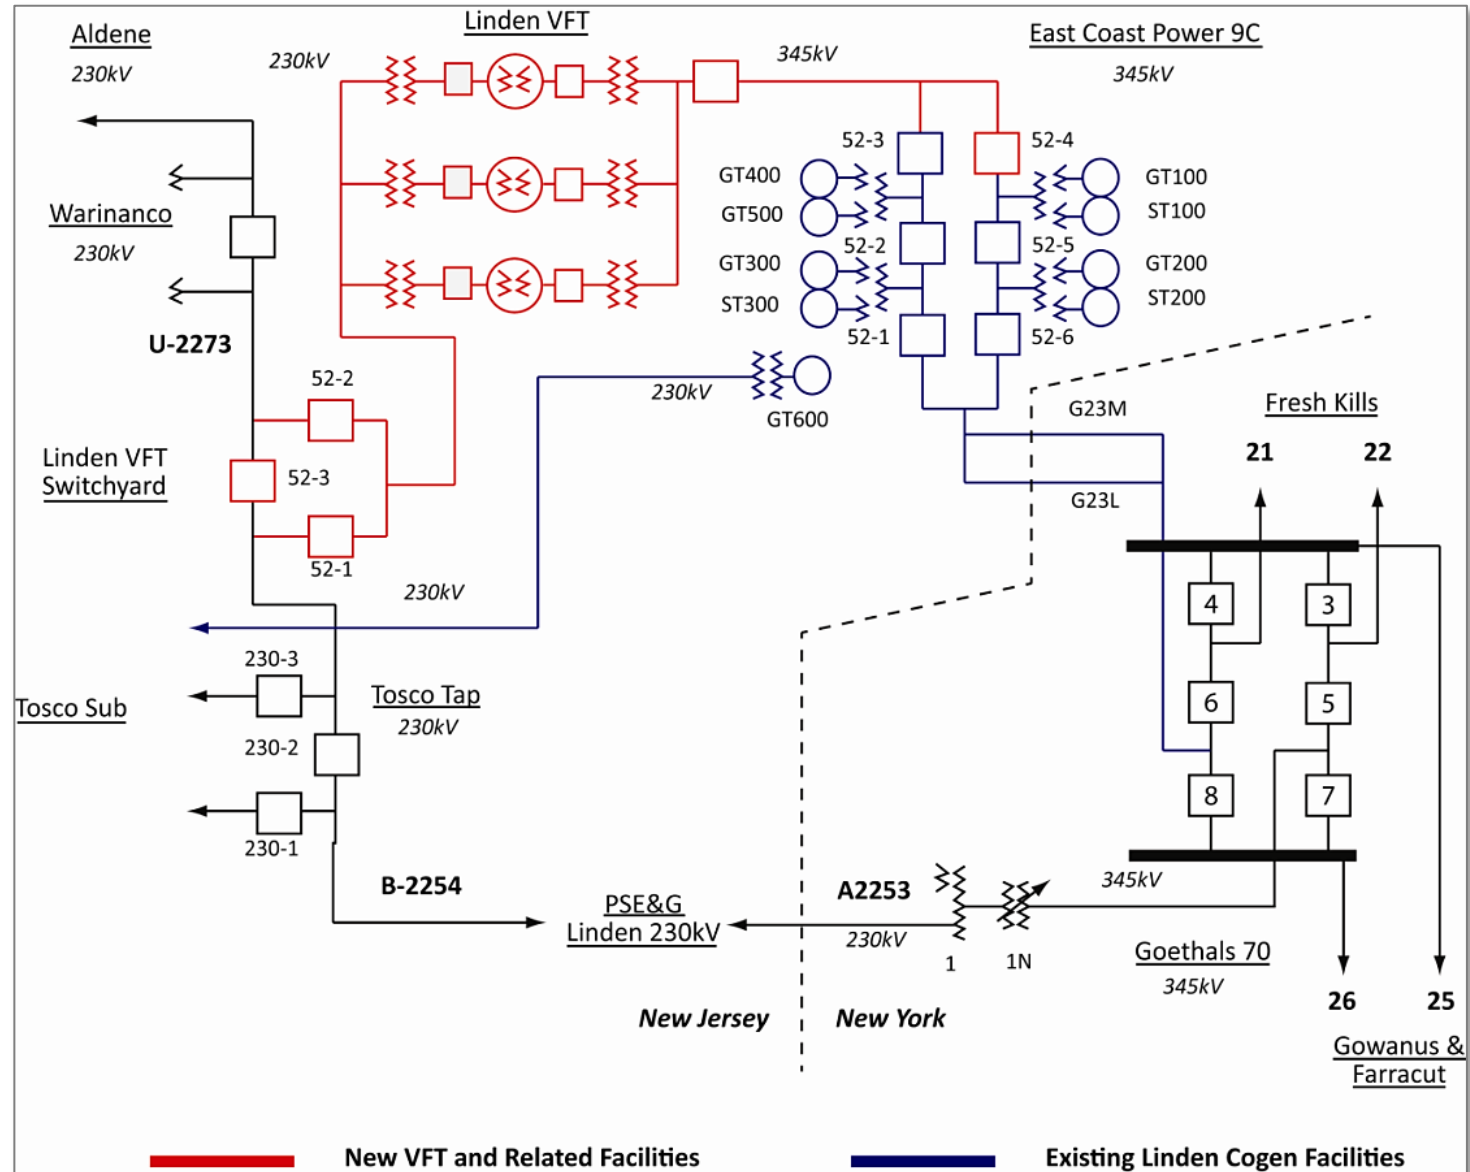 Linden VFT
Aldene
230kV
230kV
345kV
East Coast Power 9C
345kV
52-3
52-4
GT400
GT500
GT100
ST100
Warinanco
230kV
52-2
52-5
GT300
ST300
GT200
ST200
52-1
52-6
U-2273
52-2
230kV
GT600
G23M
Fresh Kills
21
22
Linden VFT
Switchyard
52-3
G23L
52-1
230kV
4
3
230-3
Tosco Sub
Tosco Tap
230kV
6
5
230-2
8
7
230-1
B-2254
A2253
345kV
PSE&G
Linden 230kV
230kV
1
1N
Goethals 70
345kV
26
25
New Jersey
New York
Gowanus &
Farracut
New VFT and Related Facilities
Existing Linden Cogen Facilities